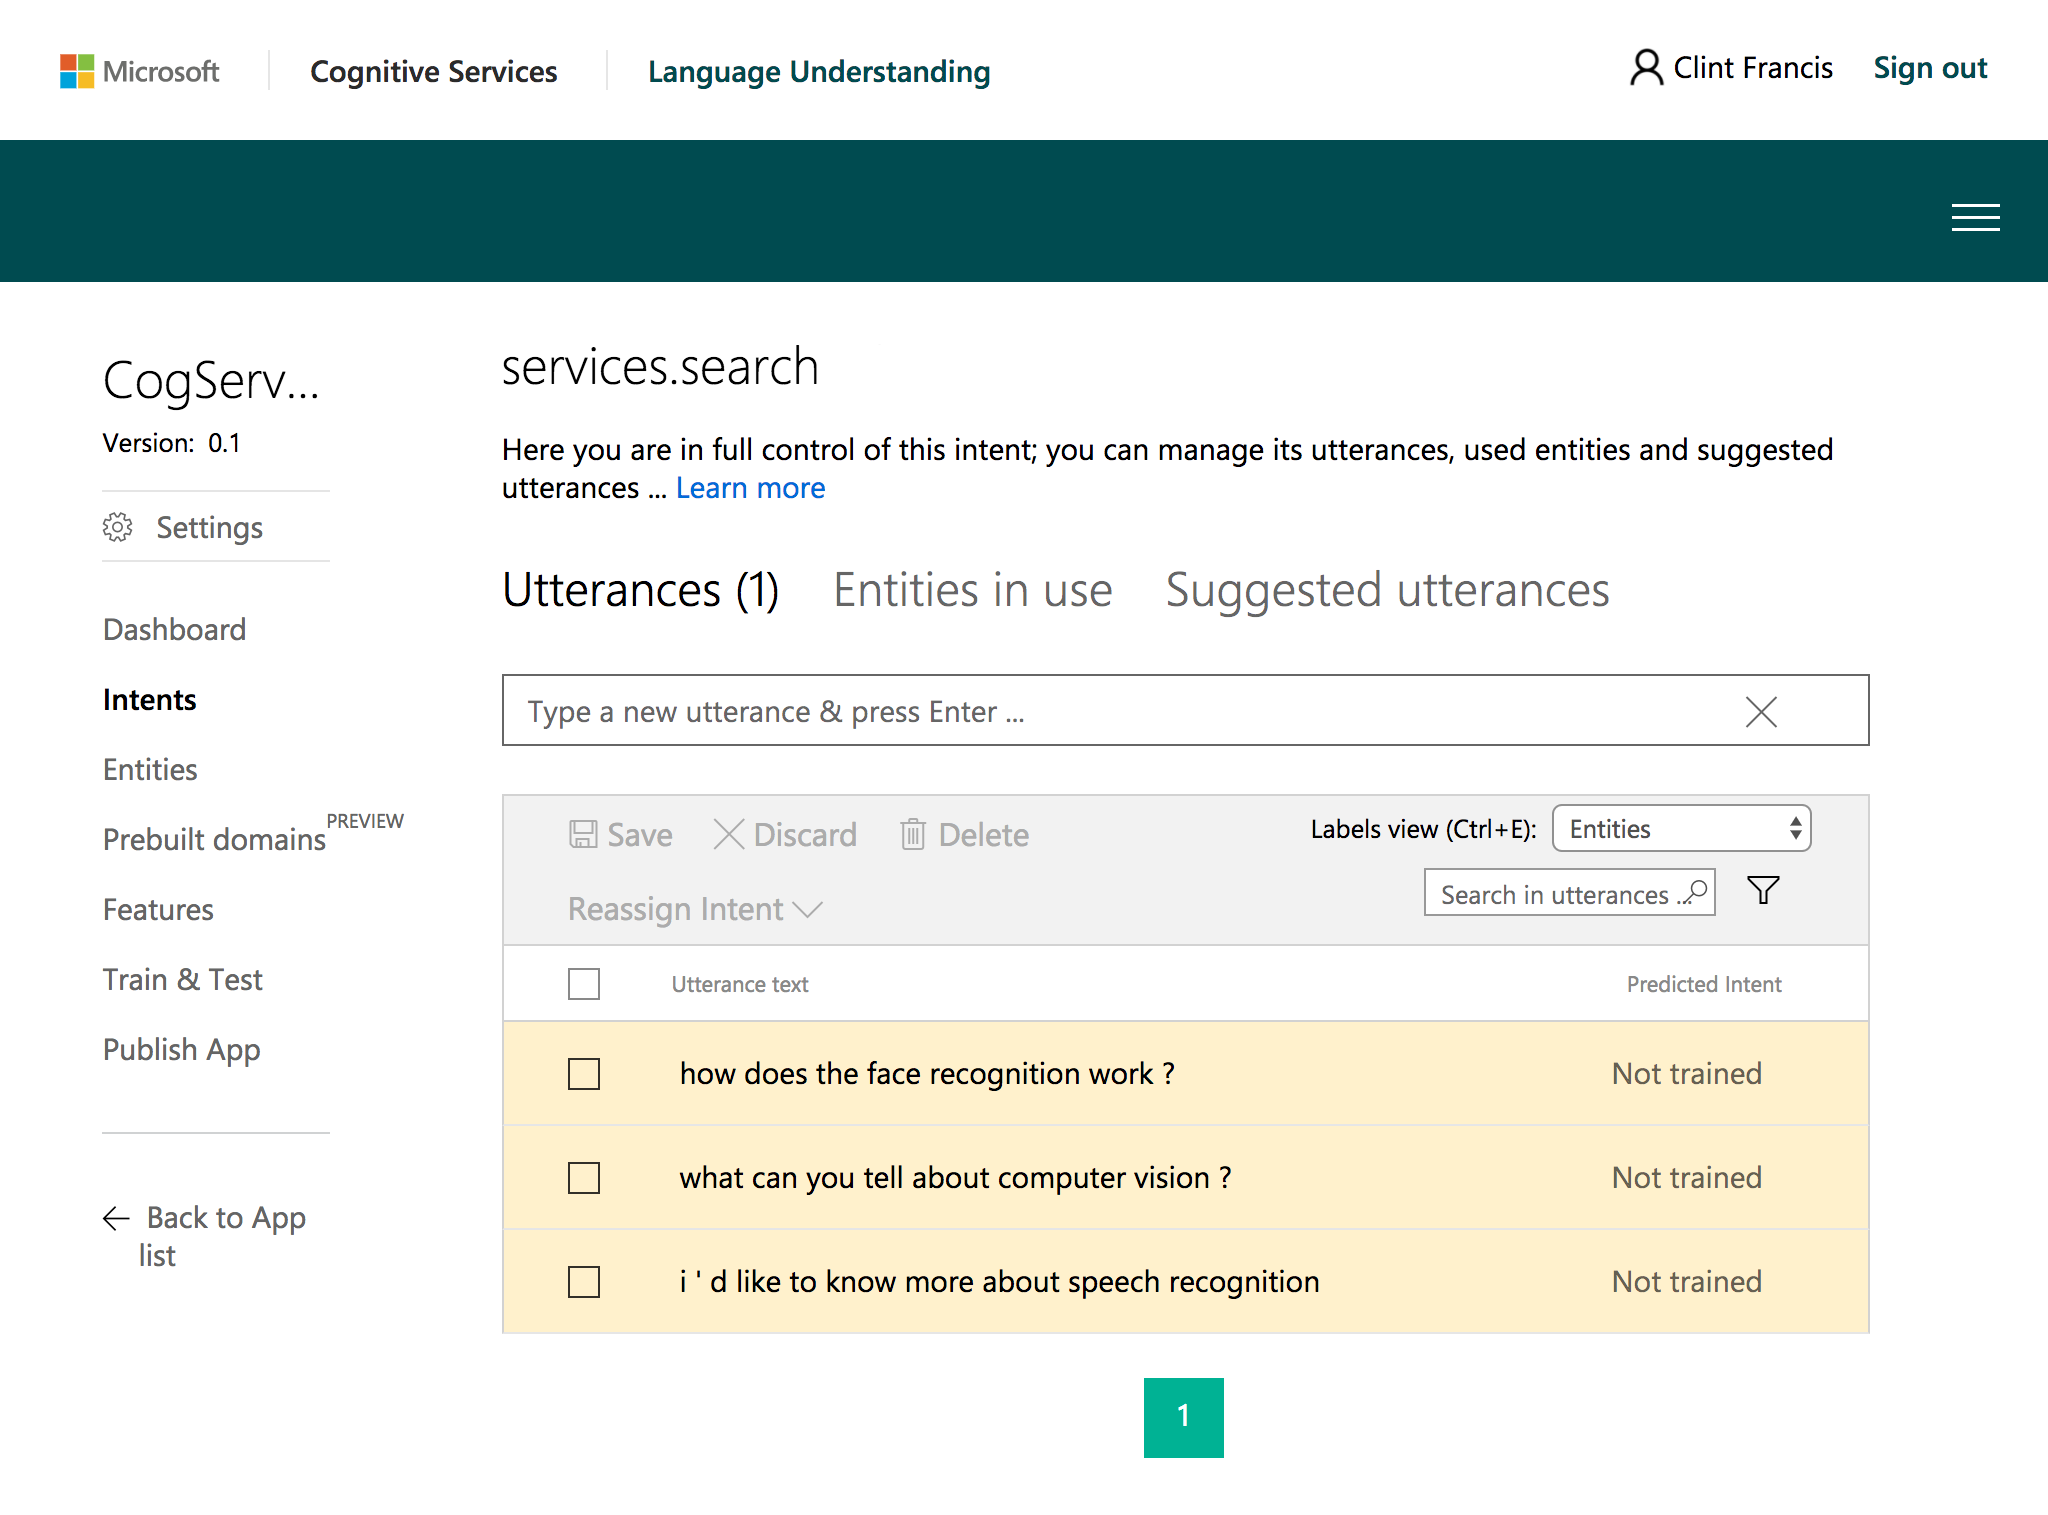 Microsoft Cognitive Services Language Understanding Clint Francis Sign out
CogServ...
Version: 0.1
Settings
Dashboard
Intents
Entities
Prebuilt domains PREVIEW
Features
Train & Test
Publish App
Back to App
list
services.search
Here you are in full control of this intent; you can manage its utterances, used entities and suggested
utterances ... Learn more
Utterances (1) Entities in use Suggested utterances
Type a new utterance & press Enter ...
Save Discard Delete
Labels view (Ctrl+E): Entities
Reassign Intent
Search in utterances ...
Utterance text Predicted Intent
how does the face recognition work ? Not trained
what can you tell about computer vision ? Not trained
i ' d like to know more about speech recognition Not trained
1